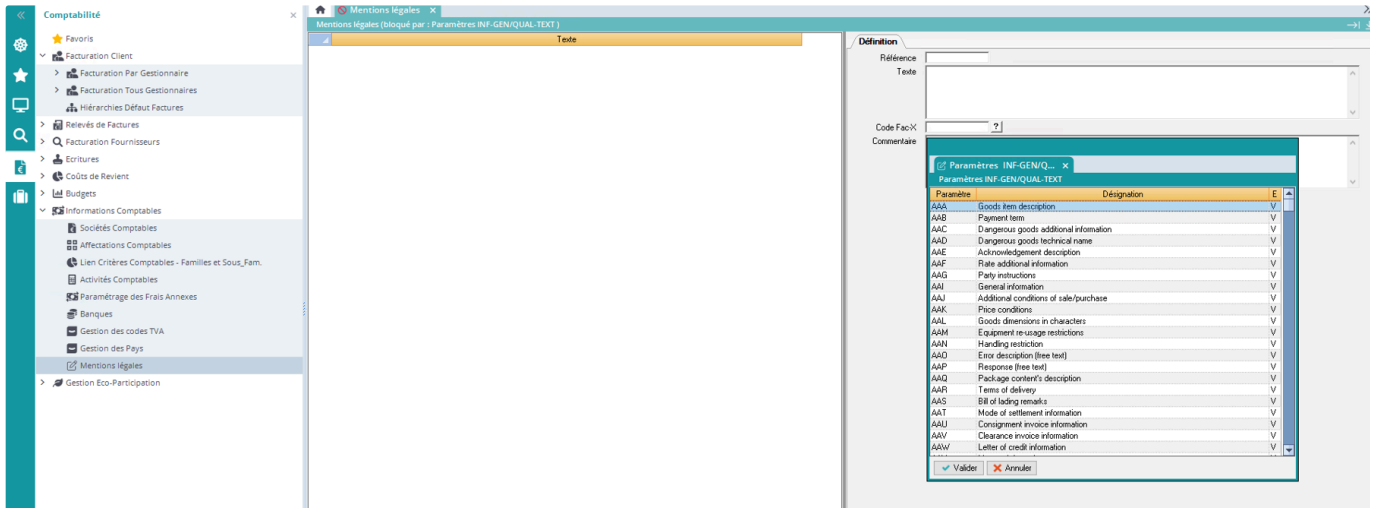 Comptabilité
Favoris
Facturation Client
Facturation Par Gestionnaire
Facturation Tous Gestionnaires
Hiérarchies Défaut Factures
Relevés de Factures
Facturation Fournisseurs
Ecritures
Coûts de Revient
Budgets
Informations Comptables
Sociétés Comptables
Affectations Comptables
Lien Critères Comptables - Familles et Sous_Fam.
Activités Comptables
Paramétrage des Frais Annexes
Banques
Gestion des codes TVA
Gestion des Pays
Mentions légales
Gestion Eco-Participation
Mentions légales
Mentions légales (bloqué par : Paramètres INF-GEN/QUAL-TEXT )
Texte
Définition
Référence
Texte
Code Fac-X ?
Commentaire
Paramètres INF-GEN/Q...
Paramètres INF-GEN/QUAL-TEXT
Paramètre Désignation E
AAA Goods item description V
AAB Payment term V
AAC Dangerous goods additional information V
AAD Dangerous goods technical name V
AAE Acknowledgement description V
AAF Rate additional information V
AAG Party instructions V
AAI General information V
AAJ Additional conditions of sale/purchase V
AAK Price conditions V
AAL Goods dimensions in characters V
AAM Equipment re-usage restrictions V
AAN Handling restriction V
AAO Error description (free text) V
AAP Response (free text) V
AAQ Package content's description V
AAR Terms of delivery V
AAS Bill of lading remarks V
AAT Mode of settlement information V
AAU Consignment invoice information V
AAV Clearance invoice information V
AAW Letter of credit information V
Valider Annuler